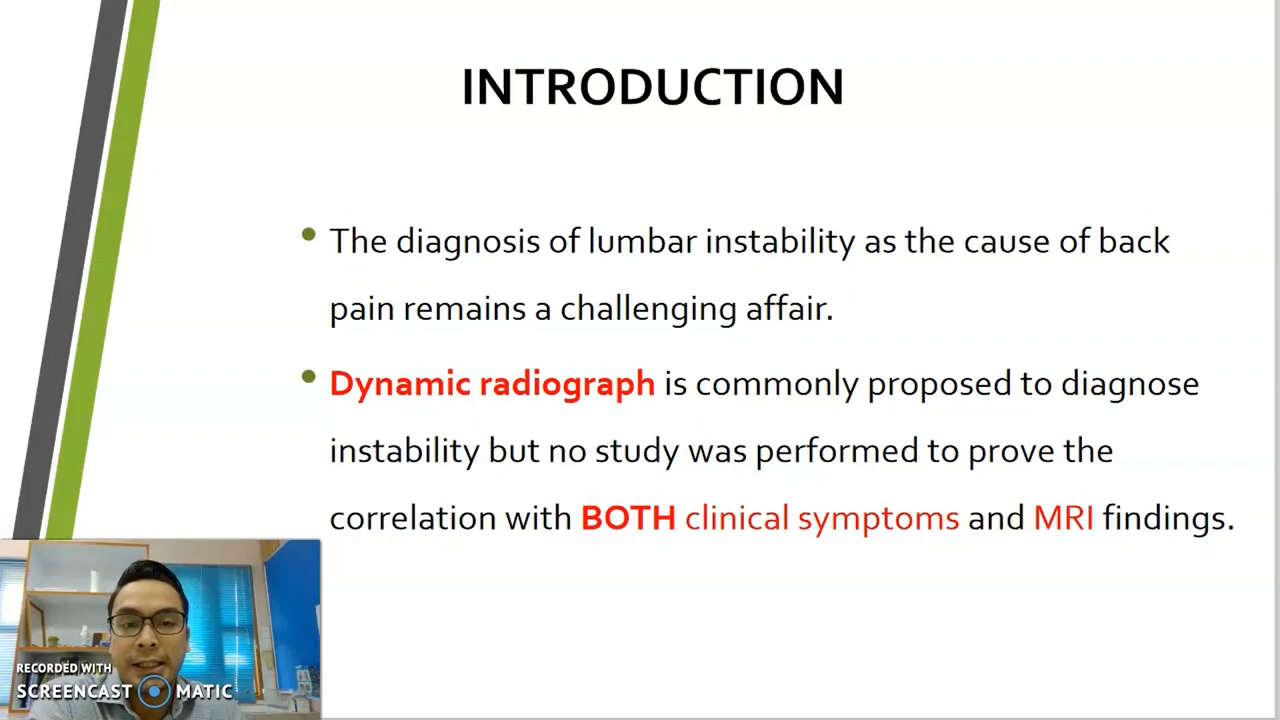 INTRODUCTION
• The diagnosis of lumbar instability as the cause of back
pain remains a challenging affair.
• Dynamic radiograph is commonly proposed to diagnose
instability but no study was performed to prove the
correlation with BOTH clinical symptoms and MRI findings.
RECORDED WITH
SCREENCAST MATIC